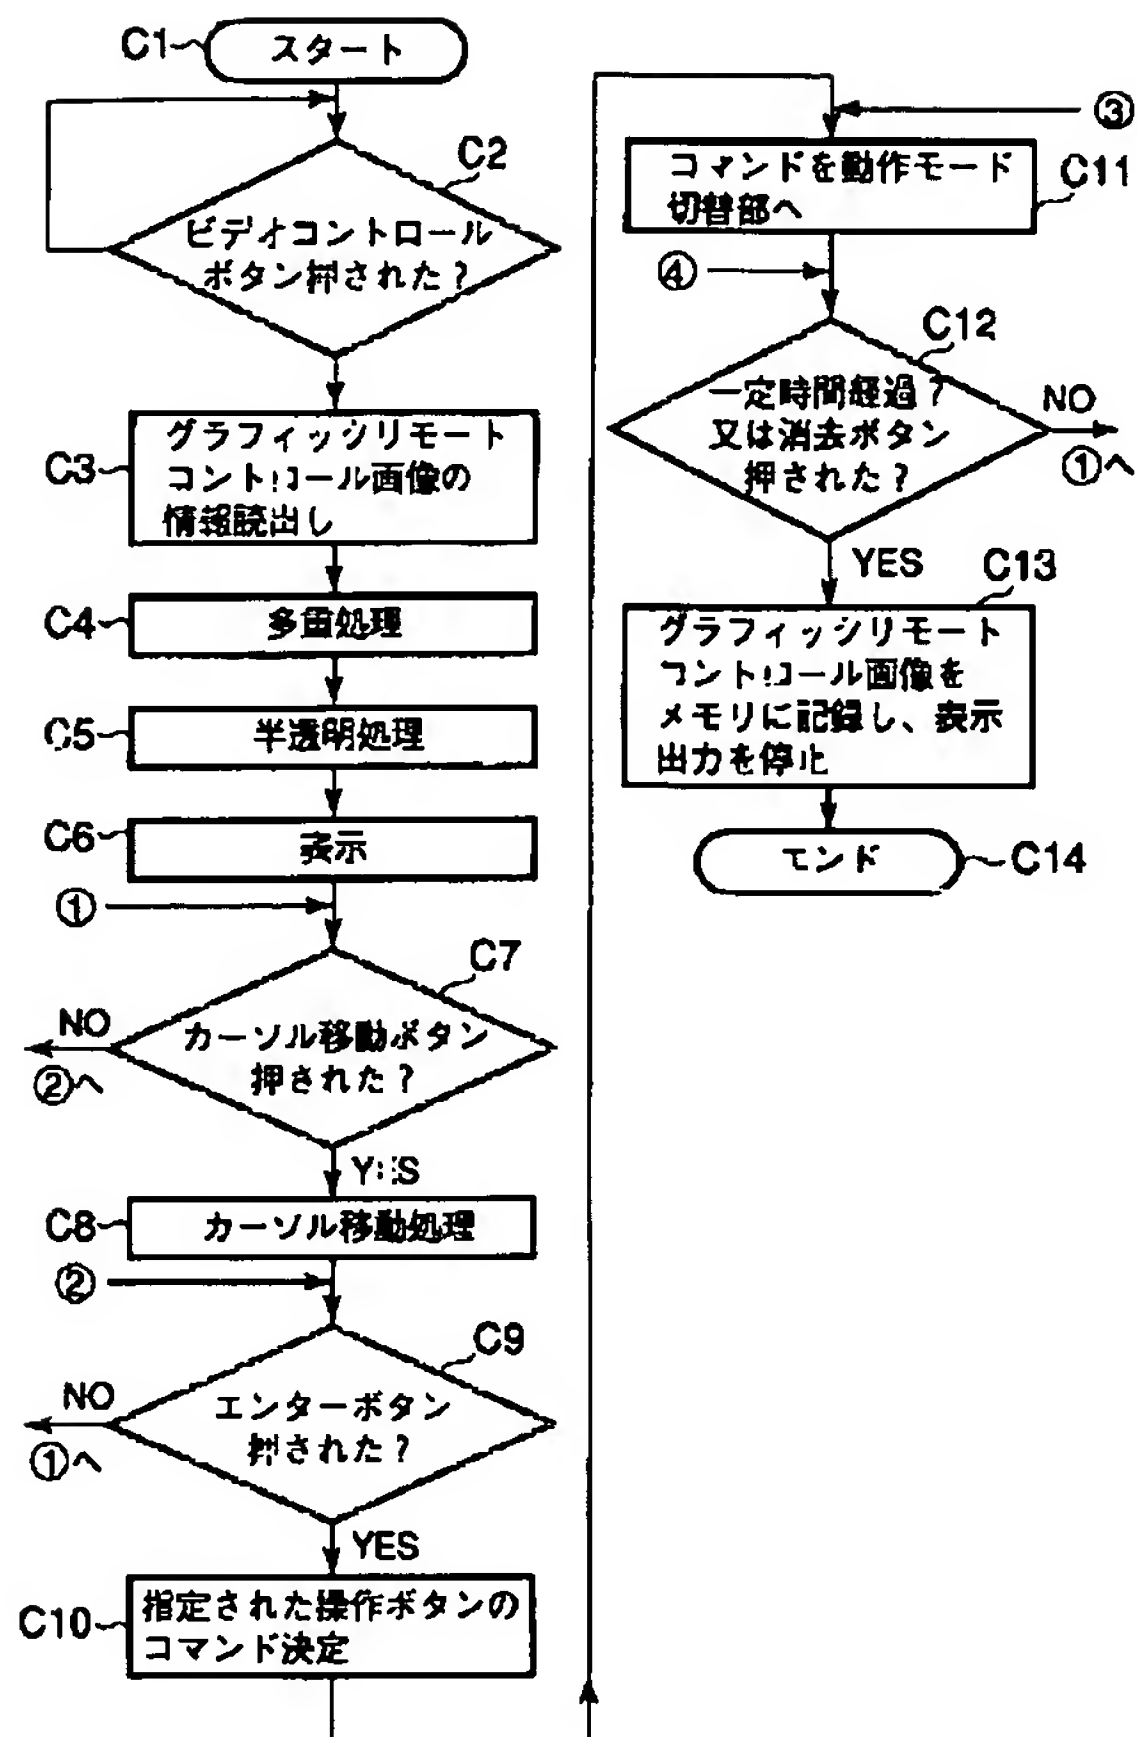 C1
スタート
C2
ビデオコントロール
ボタン押された？
C3
グラフィッツリモート
コントロール画像の
情報読出し
C4
多重処理
C5
半透明処理
C6
表示
①
C7
カーソル移動ボタン
押された？
NO
②へ
YES
C8
カーソル移動処理
②
C9
エンターボタン
押された？
NO
①へ
YES
C10
指定された操作ボタンの
コマンド決定
③
C11
コマンドを動作モード
切替部へ
④
C12
一定時間経過？
又は消去ボタン
押された？
NO
①へ
YES
C13
グラフィッツリモート
コントロール画像を
メモリに記録し、表示
出力を停止
エンド
C14